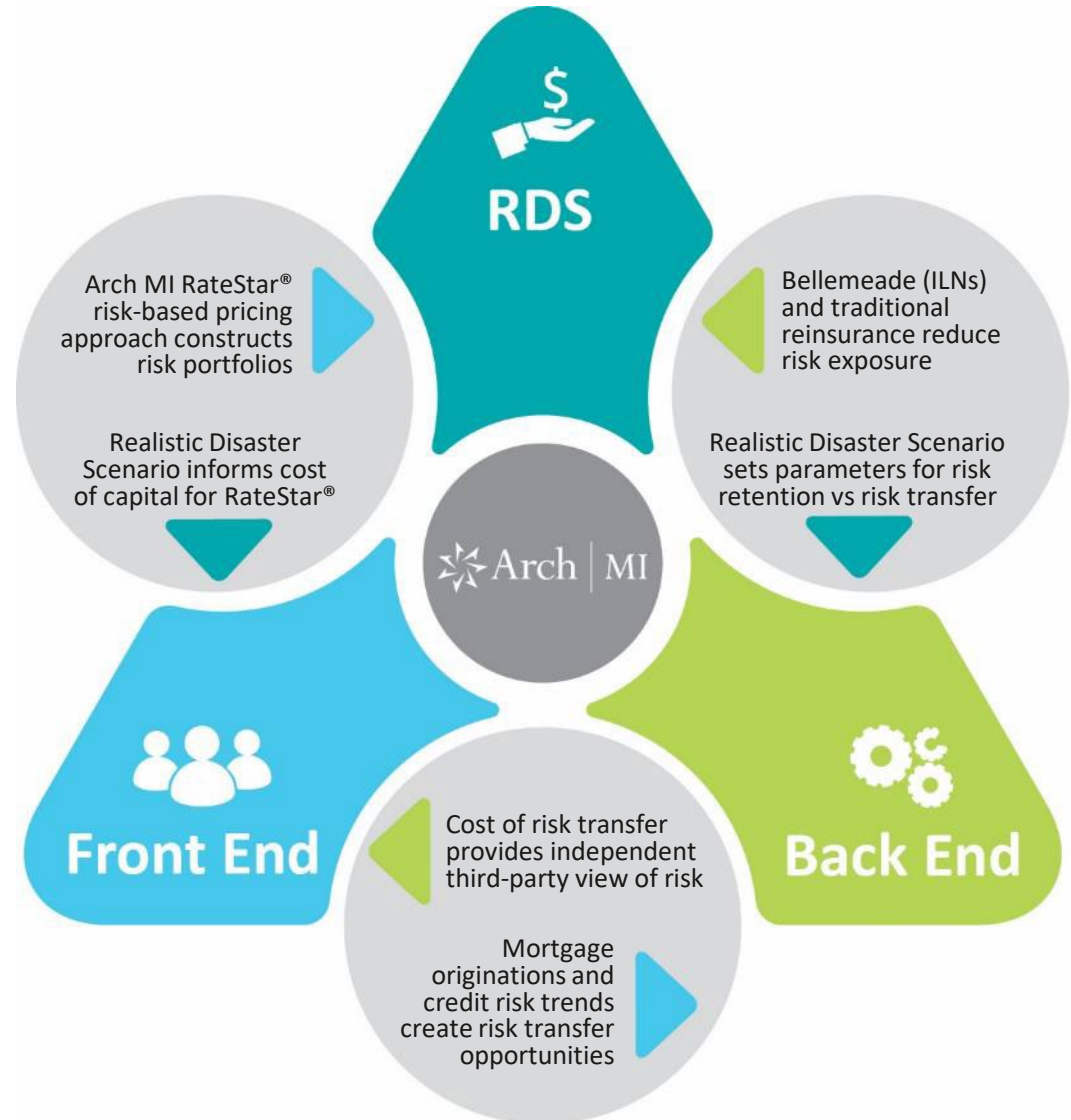 $
RDS
Arch MI RateStar®
risk-based pricing
approach constructs
risk portfolios
Realistic Disaster
Scenario informs cost
of capital for RateStar®
Bellemeade (ILNs)
and traditional
reinsurance reduce
risk exposure
Realistic Disaster Scenario
sets parameters for risk
retention vs risk transfer
Arch | MI
Front End
Back End
Cost of risk transfer
provides independent
third-party view of risk
Mortgage
originations and
credit risk trends
create risk transfer
opportunities